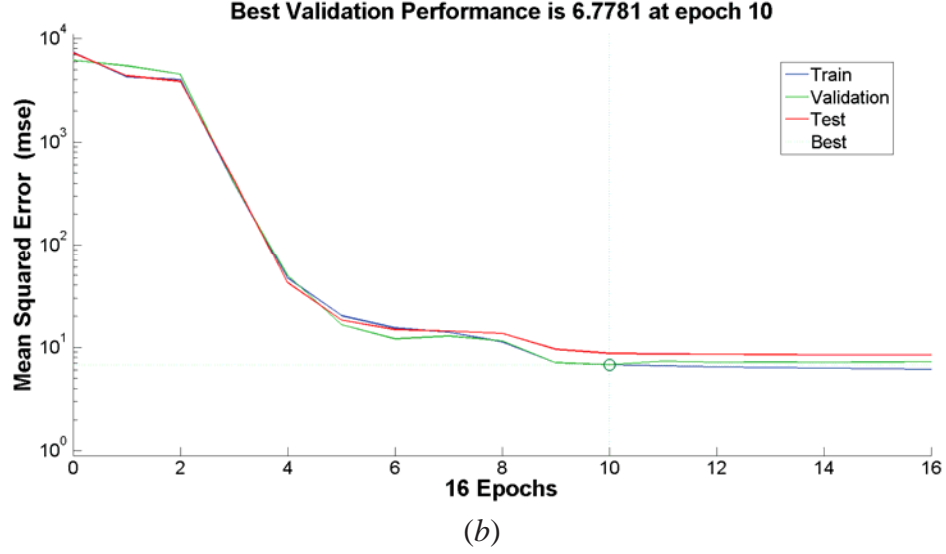 Best Validation Performance is 6.7781 at epoch 10
Mean Squared Error (mse)
10^4
10^3
10^2
10^1
10^0
Train
Validation
Test
Best
0 2 4 6 8 10 12 14 16
16 Epochs
(b)